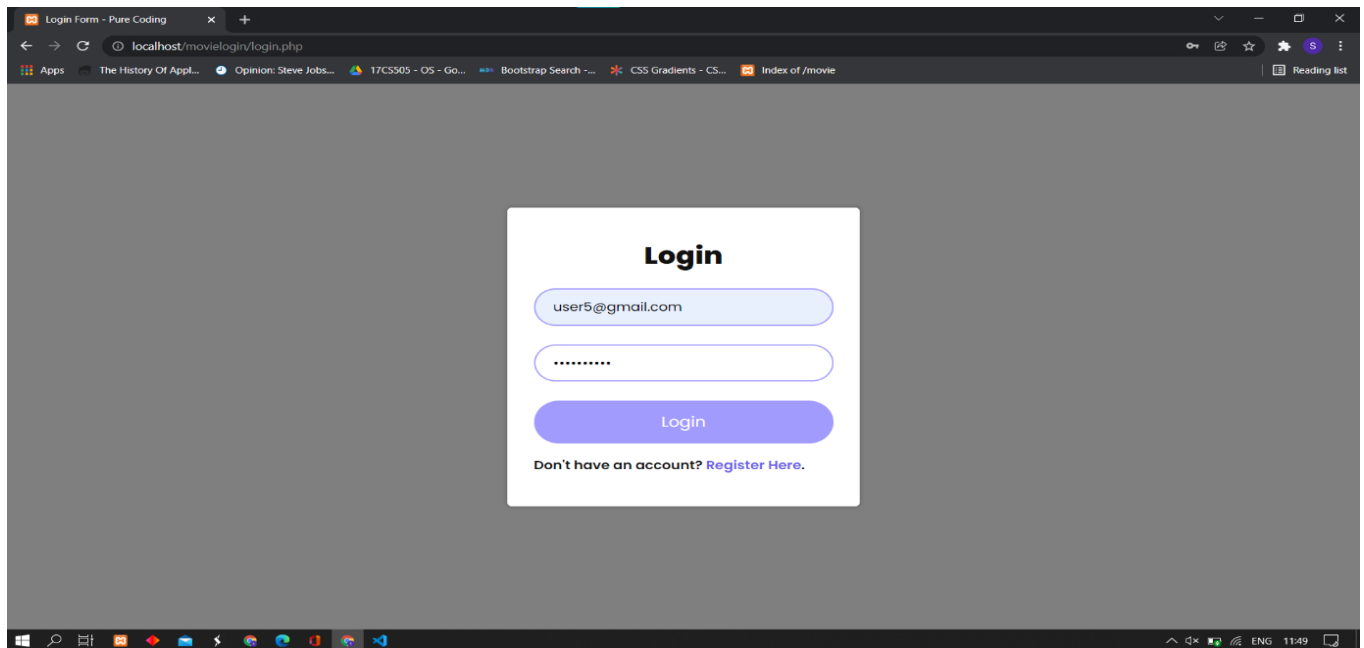 Login Form - Pure Coding
localhost/movielogin/login.php
S
Apps The History Of Appl... Opinion: Steve Jobs... 17CS505 - OS - Go... Bootstrap Search -... CSS Gradients - CS... Index of /movie Reading list
Login
user5@gmail.com
••••••••••
Login
Don't have an account? Register Here.
ENG 11:49